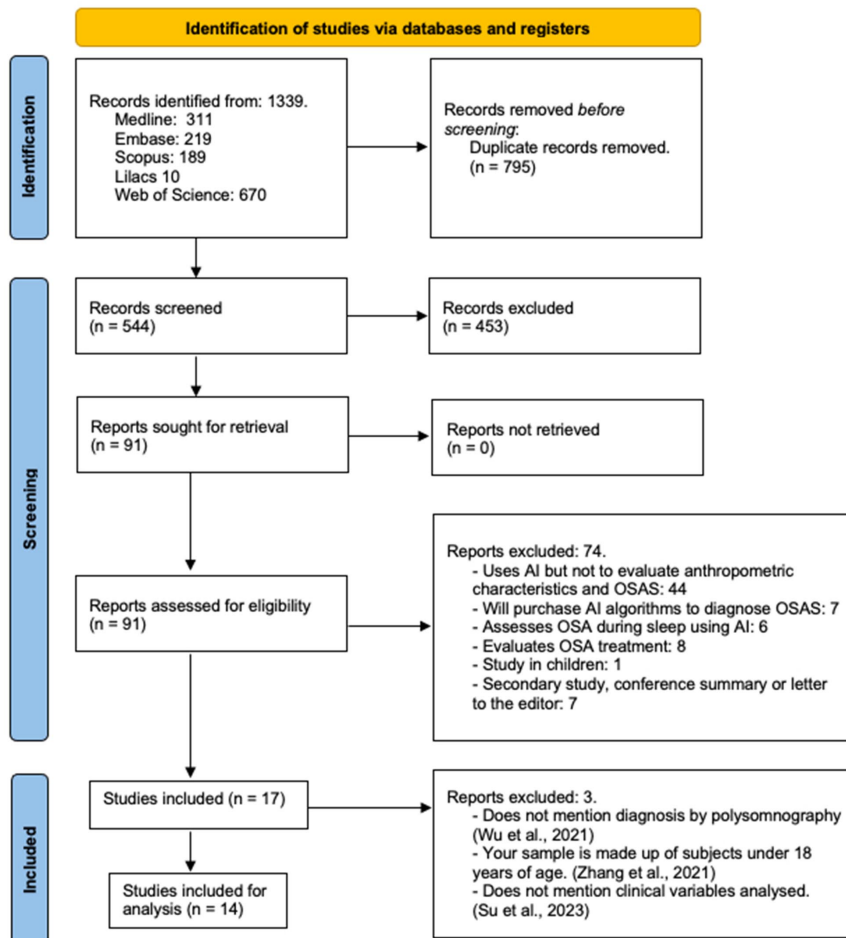 Identification of studies via databases and registers
Identification
Records identified from: 1339.
Medline: 311
Embase: 219
Scopus: 189
Lilacs 10
Web of Science: 670
Records removed before
screening:
Duplicate records removed.
(n = 795)
Screening
Records screened
(n = 544)
Records excluded
(n = 453)
Reports sought for retrieval
(n = 91)
Reports not retrieved
(n = 0)
Reports assessed for eligibility
(n = 91)
Reports excluded: 74.
- Uses AI but not to evaluate anthropometric
characteristics and OSAS: 44
- Will purchase AI algorithms to diagnose OSAS: 7
- Assesses OSA during sleep using AI: 6
- Evaluates OSA treatment: 8
- Study in children: 1
- Secondary study, conference summary or letter
to the editor: 7
Included
Studies included (n = 17)
Reports excluded: 3.
- Does not mention diagnosis by polysomnography
(Wu et al., 2021)
- Your sample is made up of subjects under 18
years of age. (Zhang et al., 2021)
- Does not mention clinical variables analysed.
(Su et al., 2023)
Studies included for
analysis (n = 14)